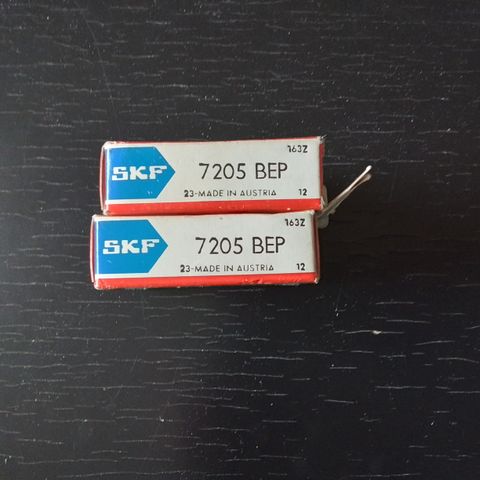 163Z
SKF 7205 BEP
23-MADE IN AUSTRIA 12
163Z
SKF 7205 BEP
23-MADE IN AUSTRIA 12